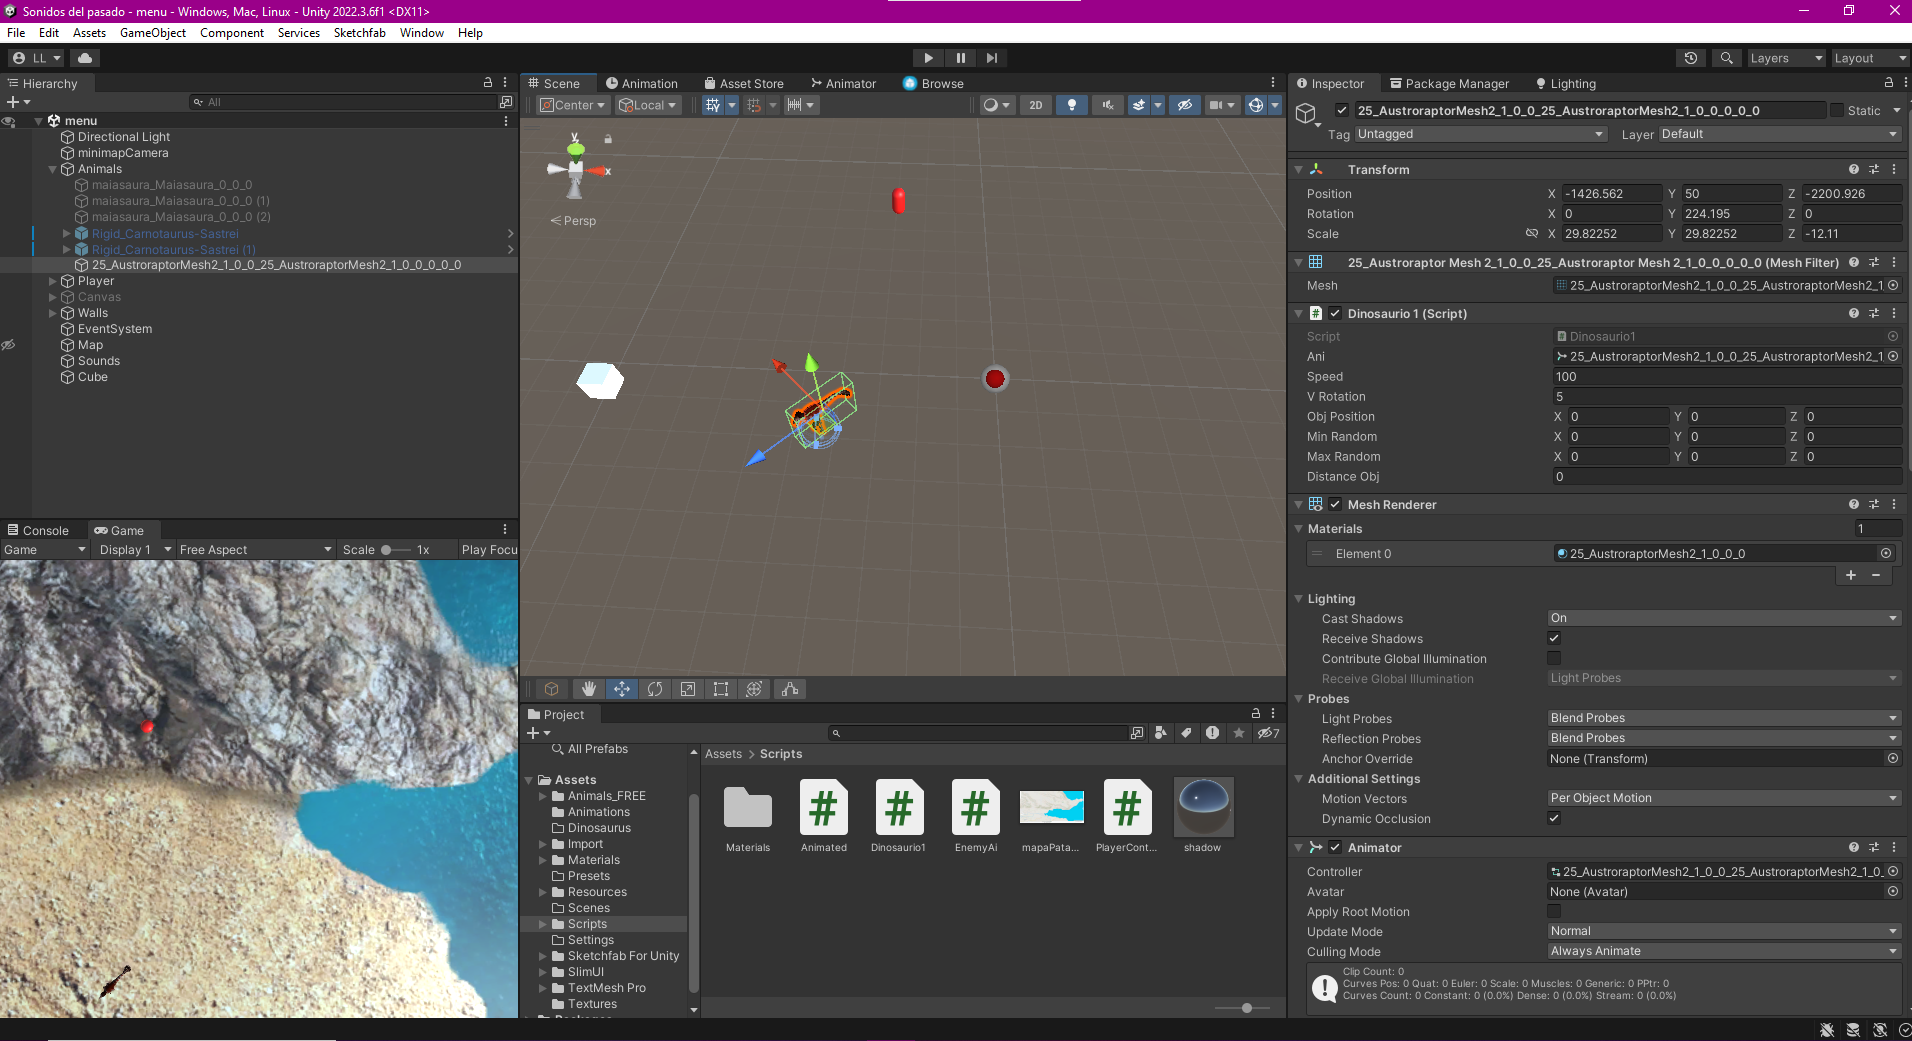 Sonidos del pasado - menu - Windows, Mac, Linux - Unity 2022.3.6f1 <DX11>
File Edit Assets GameObject Component Services Sketchfab Window Help
LL Layers Layout
Hierarchy
All
menu
Directional Light
minimapCamera
Animals
maiasaura_Maiasaura_0_0_0
maiasaura_Maiasaura_0_0_0 (1)
maiasaura_Maiasaura_0_0_0 (2)
Rigid_Carnotaurus-Sastrei
Rigid_Carnotaurus-Sastrei (1)
25_AustroraptorMesh2_1_0_0_25_AustroraptorMesh2_1_0_0_0_0_0
Player
Canvas
Walls
EventSystem
Map
Sounds
Cube
Console Game
Game Display 1 Free Aspect Scale 1x Play Focu
Scene Animation Asset Store Animator Browse
Center Local 2D
y
x
Persp
Project
7
All Prefabs
Assets
Animals_FREE
Animations
Dinosaurus
Import
Materials
Presets
Resources
Scenes
Scripts
Settings
Sketchfab For Unity
SlimUI
TextMesh Pro
Textures
Assets > Scripts
Materials Animated Dinosaurio1 EnemyAi mapaPata... PlayerCont... shadow
Inspector Package Manager Lighting
25_AustroraptorMesh2_1_0_0_25_AustroraptorMesh2_1_0_0_0_0_0 Static
Tag Untagged Layer Default
Transform
Position X -1426.562 Y 50 Z -2200.926
Rotation X 0 Y 224.195 Z 0
Scale X 29.82252 Y 29.82252 Z -12.11
25_Austroraptor Mesh 2_1_0_0_25_Austroraptor Mesh 2_1_0_0_0_0_0 (Mesh Filter)
Mesh 25_AustroraptorMesh2_1_0_0_25_AustroraptorMesh2_1
Dinosaurio 1 (Script)
Script Dinosaurio1
Ani 25_AustroraptorMesh2_1_0_0_25_AustroraptorMesh2_1
Speed 100
V Rotation 5
Obj Position X 0 Y 0 Z 0
Min Random X 0 Y 0 Z 0
Max Random X 0 Y 0 Z 0
Distance Obj 0
Mesh Renderer
Materials 1
Element 0 25_AustroraptorMesh2_1_0_0_0
Lighting
Cast Shadows On
Receive Shadows
Contribute Global Illumination
Receive Global Illumination Light Probes
Probes
Light Probes Blend Probes
Reflection Probes Blend Probes
Anchor Override None (Transform)
Additional Settings
Motion Vectors Per Object Motion
Dynamic Occlusion
Animator
Controller 25_AustroraptorMesh2_1_0_0_25_AustroraptorMesh2_1_0_
Avatar None (Avatar)
Apply Root Motion
Update Mode Normal
Culling Mode Always Animate
Clip Count: 0
Curves Pos: 0 Quat: 0 Euler: 0 Scale: 0 Muscles: 0 Generic: 0 PPtr: 0
Curves Count: 0 Constant: 0 (0.0%) Dense: 0 (0.0%) Stream: 0 (0.0%)